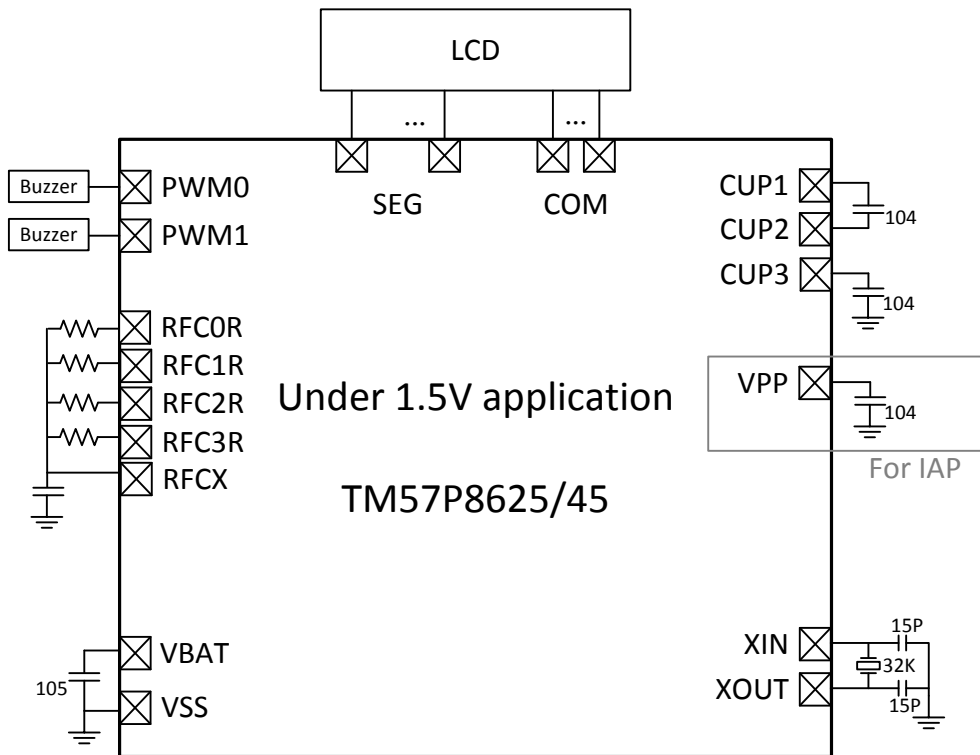 LCD
... ...
SEG COM
Buzzer PWM0
Buzzer PWM1
CUP1
CUP2
104
CUP3
104
RFC0R
RFC1R
RFC2R
RFC3R
RFCX
Under 1.5V application
TM57P8625/45
VPP
104
For IAP
VBAT
105
VSS
XIN
15P
32K
XOUT
15P